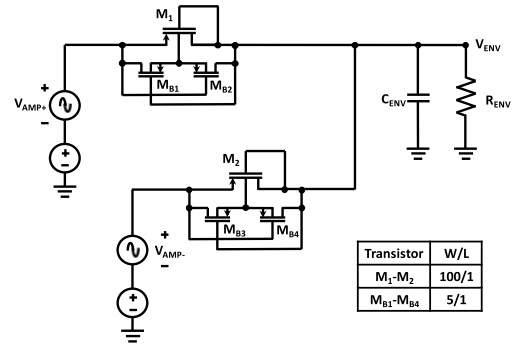 M1
VENV
MB1
MB2
VAMP+
+
−
CENV
RENV
+
−
M2
MB3
MB4
VAMP-
+
−
+
−
Transistor W/L
M1-M2 100/1
MB1-MB4 5/1